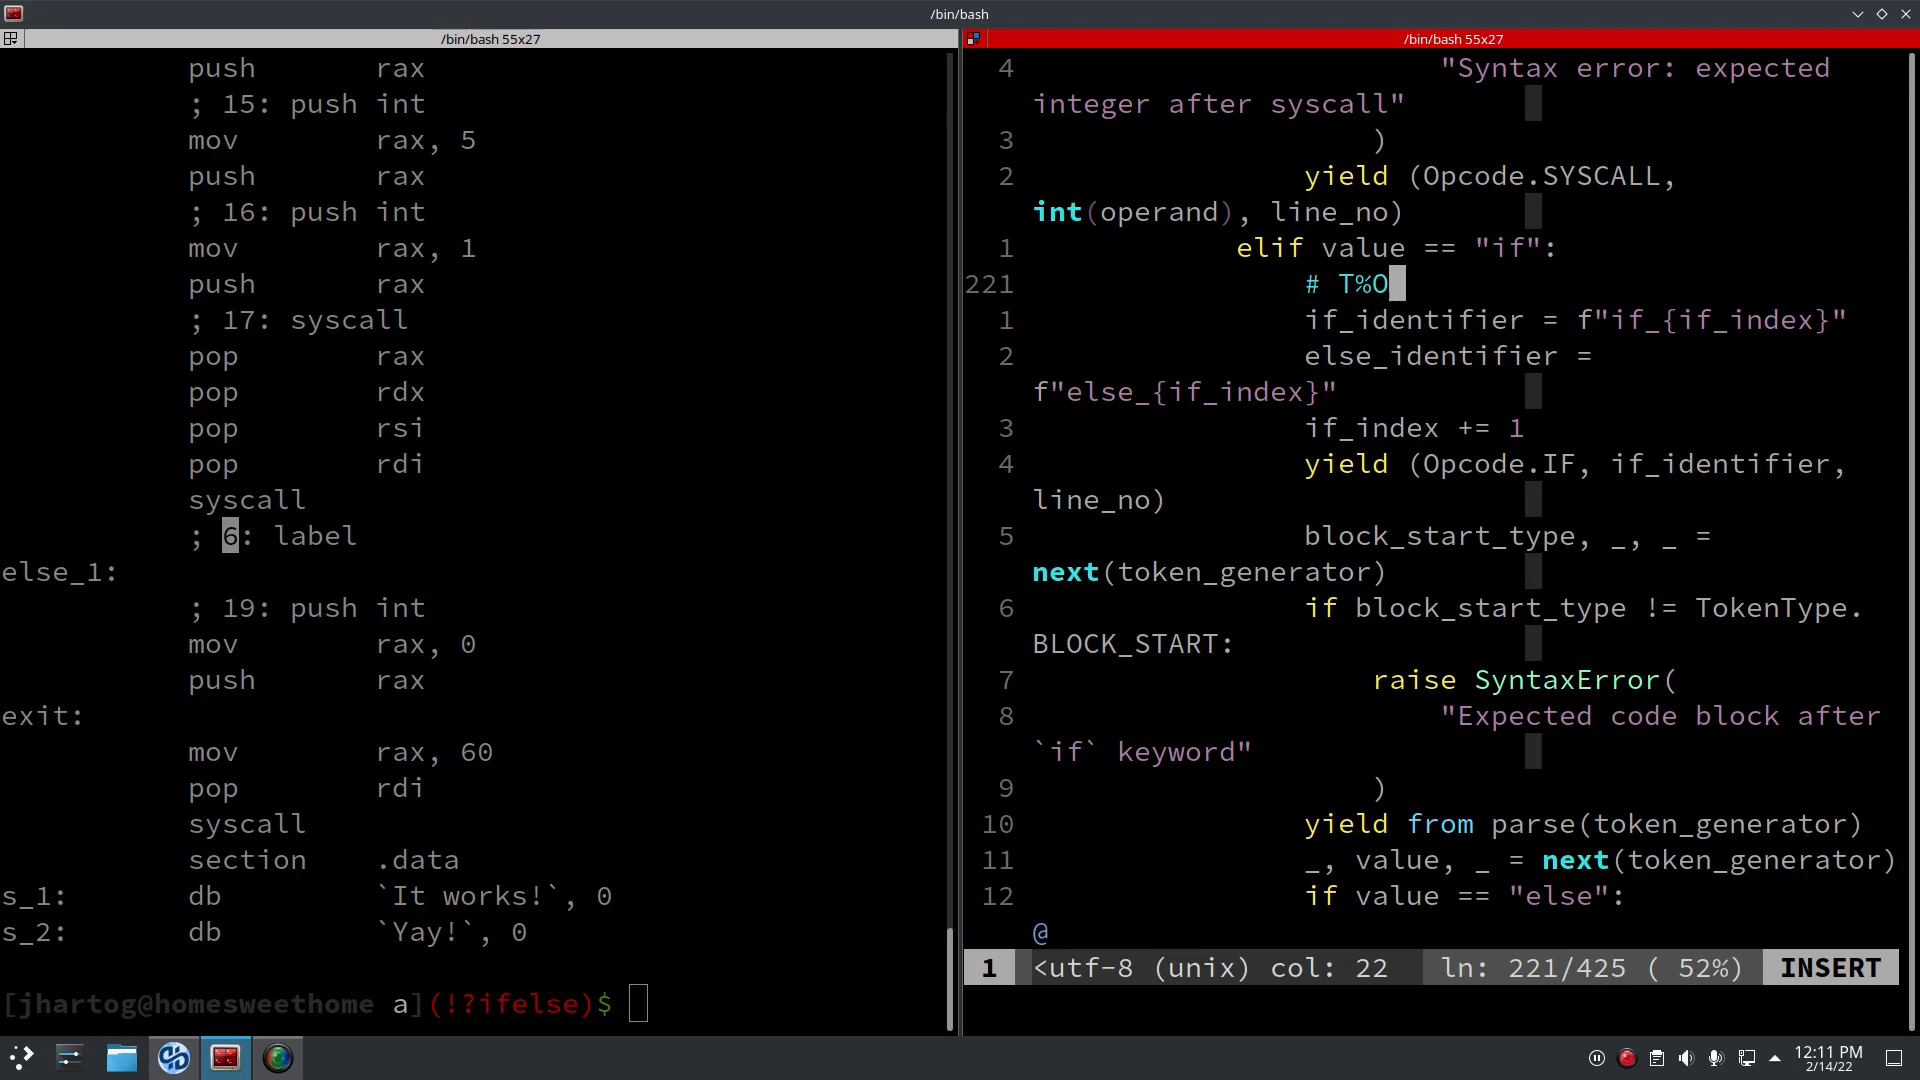 /bin/bash
/bin/bash 55x27
push rax
; 15: push int
mov rax, 5
push rax
; 16: push int
mov rax, 1
push rax
; 17: syscall
pop rax
pop rdx
pop rsi
pop rdi
syscall
; 6: label
else_1:
; 19: push int
mov rax, 0
push rax
exit:
mov rax, 60
pop rdi
syscall
section .data
s_1: db `It works!`, 0
s_2: db `Yay!`, 0
[jhartog@homesweethome a](!?ifelse)$
/bin/bash 55x27
4 "Syntax error: expected
integer after syscall"
3 )
2 yield (Opcode.SYSCALL,
int(operand), line_no)
1 elif value == "if":
221 # T%O
1 if_identifier = f"if_{if_index}"
2 else_identifier =
f"else_{if_index}"
3 if_index += 1
4 yield (Opcode.IF, if_identifier,
line_no)
5 block_start_type, _, _ =
next(token_generator)
6 if block_start_type != TokenType.
BLOCK_START:
7 raise SyntaxError(
8 "Expected code block after
`if` keyword"
9 )
10 yield from parse(token_generator)
11 _, value, _ = next(token_generator)
12 if value == "else":
@
1 <utf-8 (unix) col: 22 ln: 221/425 ( 52%) INSERT
12:11 PM
2/14/22